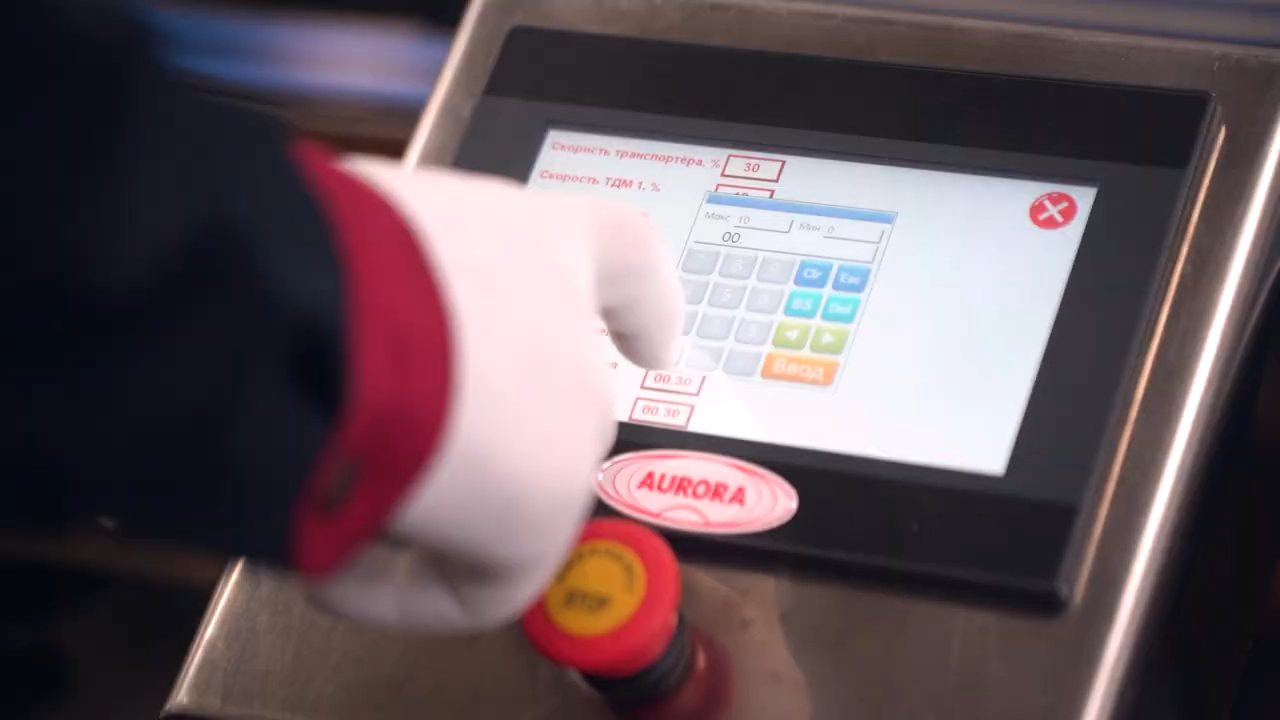 Скорость транспортера, % 30
Скорость ТДМ 1, %
Макс 10 Мин 0
00.
Clr Esc
BS Del
Ввод
00.30
00.30
AURORA
STOP